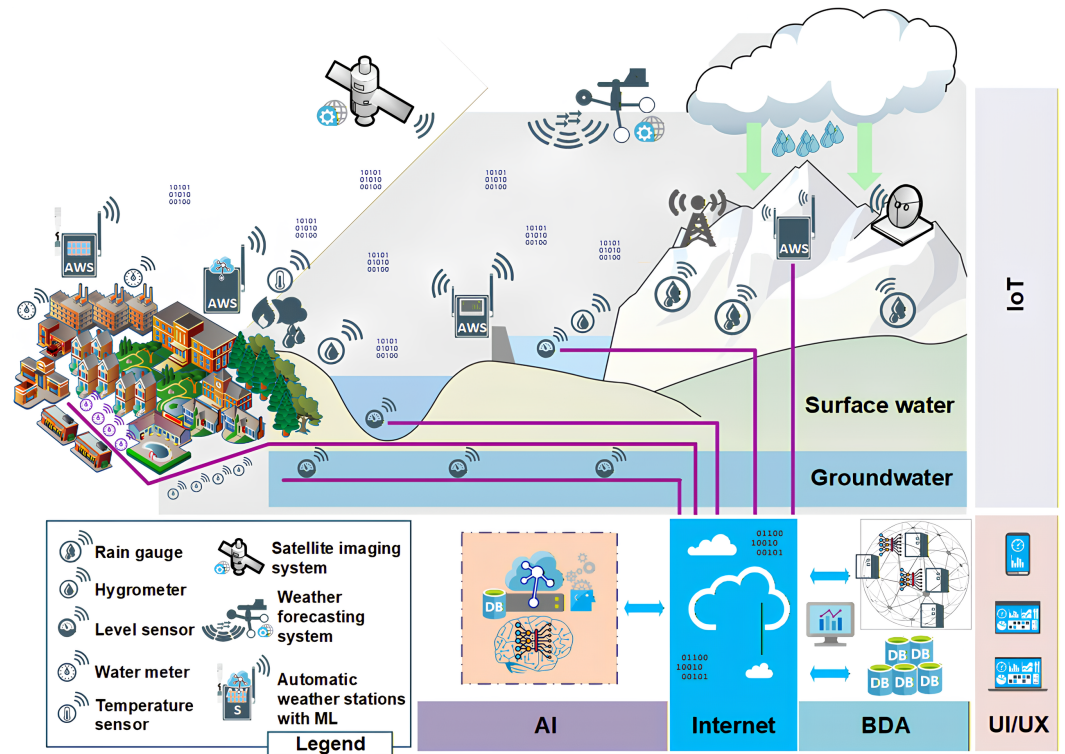 10101
01010
00100
10101
01010
00100
10101
01010
00100
10101
01010
00100
10101
01010
00100
10101
01010
00100
10101
01010
00100
10101
01010
00100
AWS
AWS
AWS
AWS
IoT
Surface water
Groundwater
Rain gauge
Hygrometer
Level sensor
Water meter
Temperature
sensor
Satellite imaging
system
Weather
forecasting
system
S
Automatic
weather stations
with ML
Legend
DB
AI
01100
10010
00101
01100
10010
00101
Internet
DB
DB
DB
DB
DB
BDA
UI/UX